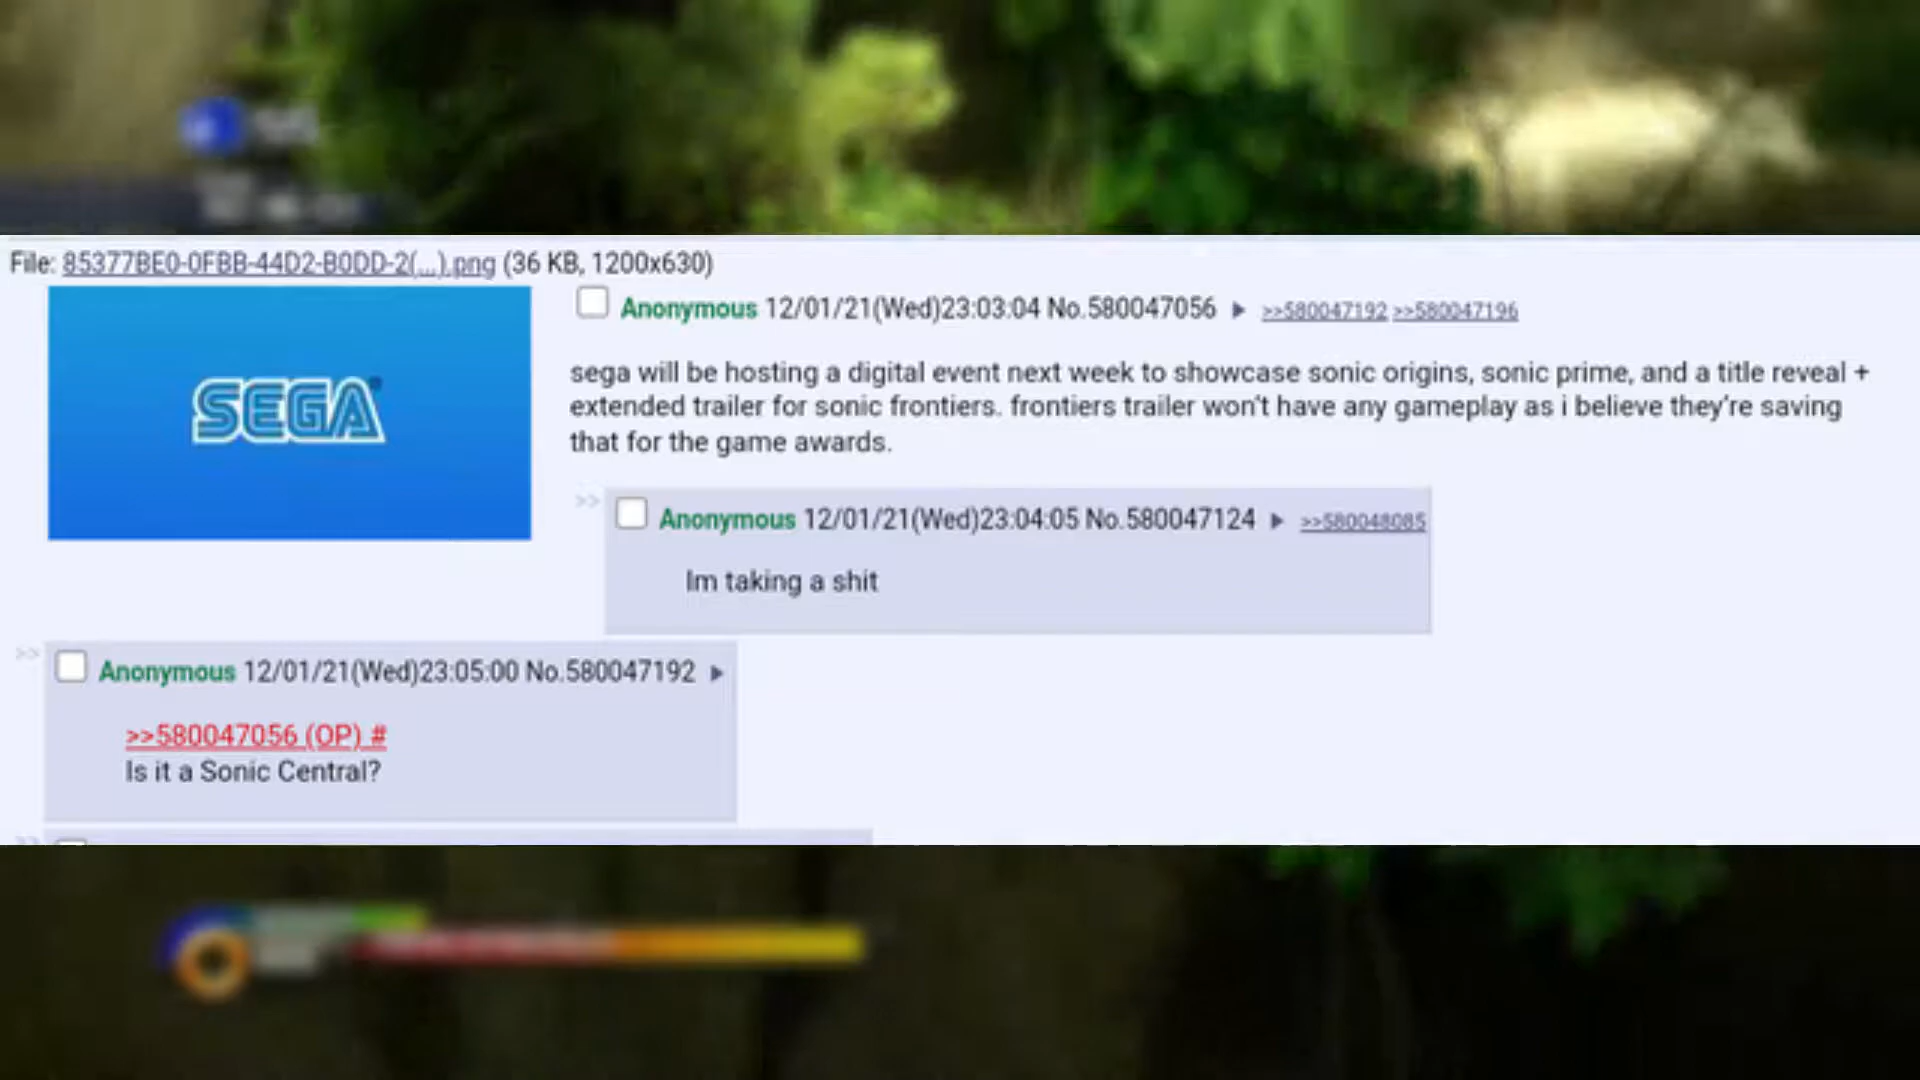 File: 85377BE0-0FBB-44D2-B0DD-2(...).png (36 KB, 1200x630)
SEGA
Anonymous 12/01/21(Wed)23:03:04 No.580047056 ▶ >>580047192 >>580047196
sega will be hosting a digital event next week to showcase sonic origins, sonic prime, and a title reveal +
extended trailer for sonic frontiers. frontiers trailer won't have any gameplay as i believe they're saving
that for the game awards.
>> Anonymous 12/01/21(Wed)23:04:05 No.580047124 ▶ >>580048085
Im taking a shit
>> Anonymous 12/01/21(Wed)23:05:00 No.580047192 ▶
>>580047056 (OP) #
Is it a Sonic Central?